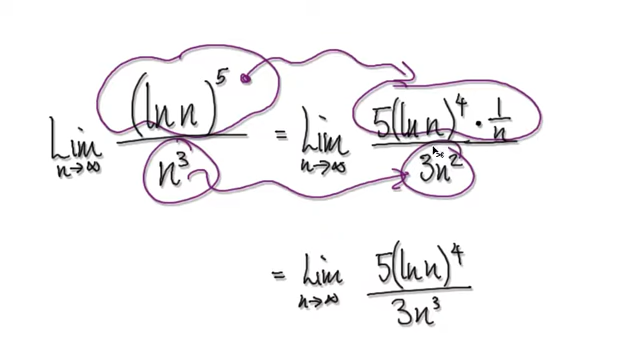 Lim n→∞ (ln n)^5 / n^3 = Lim n→∞ 5(ln n)^4 · 1/n / 3n^2
= Lim n→∞ 5(ln n)^4 / 3n^3